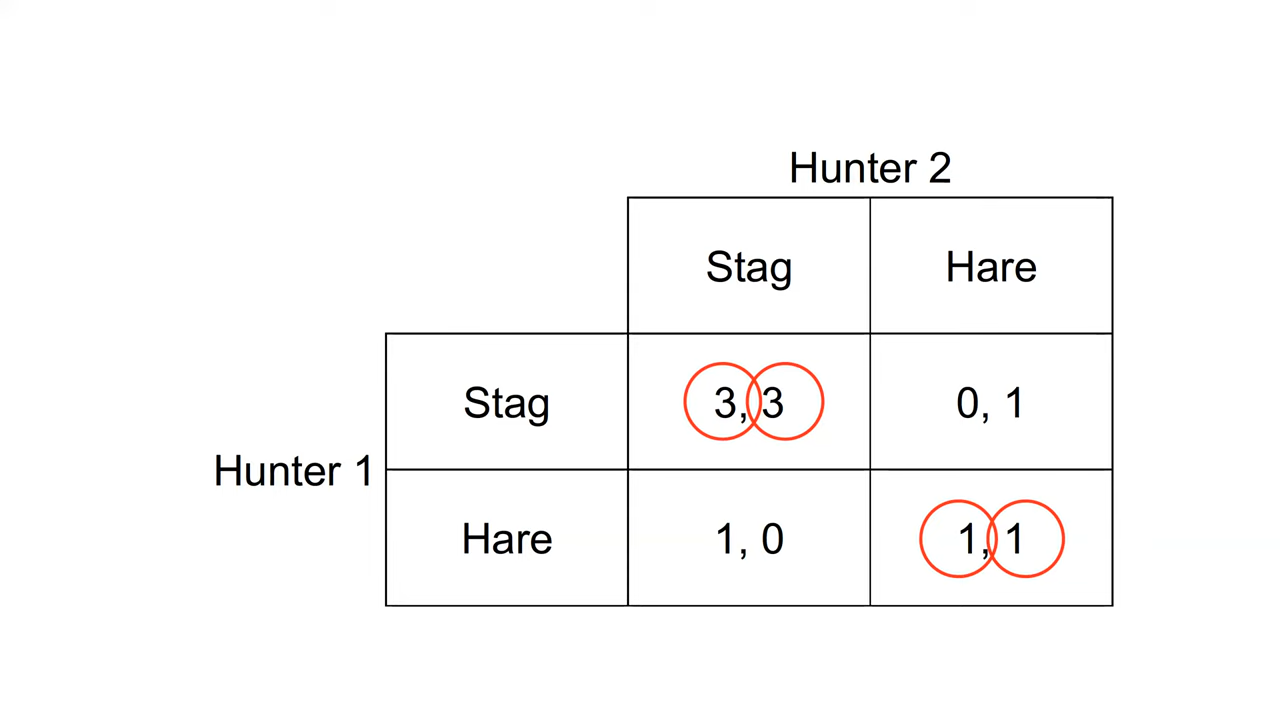 Hunter 2
Stag Hare
Stag 3, 3 0, 1
Hunter 1
Hare 1, 0 1, 1